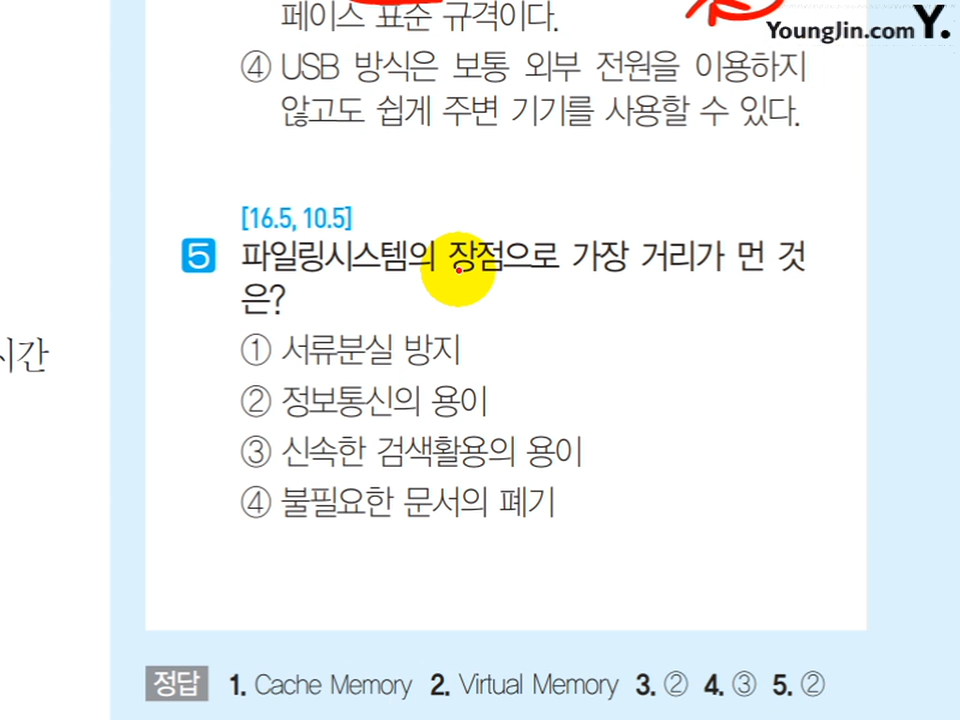 페이스 표준 규격이다.
YoungJin.com Y.
④ USB 방식은 보통 외부 전원을 이용하지
않고도 쉽게 주변 기기를 사용할 수 있다.
[16.5, 10.5]
5 파일링시스템의 장점으로 가장 거리가 먼 것
은?
① 서류분실 방지
시간
② 정보통신의 용이
③ 신속한 검색활용의 용이
④ 불필요한 문서의 폐기
정답 1. Cache Memory 2. Virtual Memory 3. ② 4. ③ 5. ②